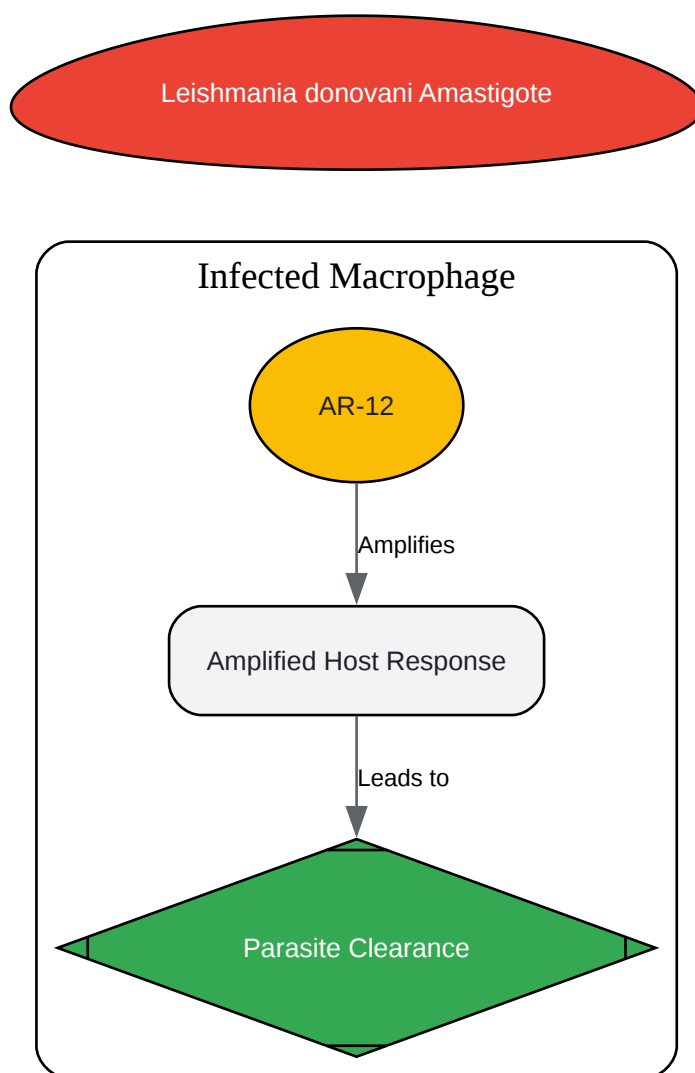 Leishmania donovani Amastigote
Infected Macrophage
AR-12
Amplifies
Amplified Host Response
Leads to
Parasite Clearance